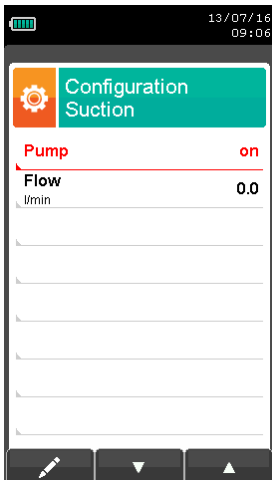 13/07/16
09:06
Configuration
Suction
Pump on
Flow 0.0
l/min